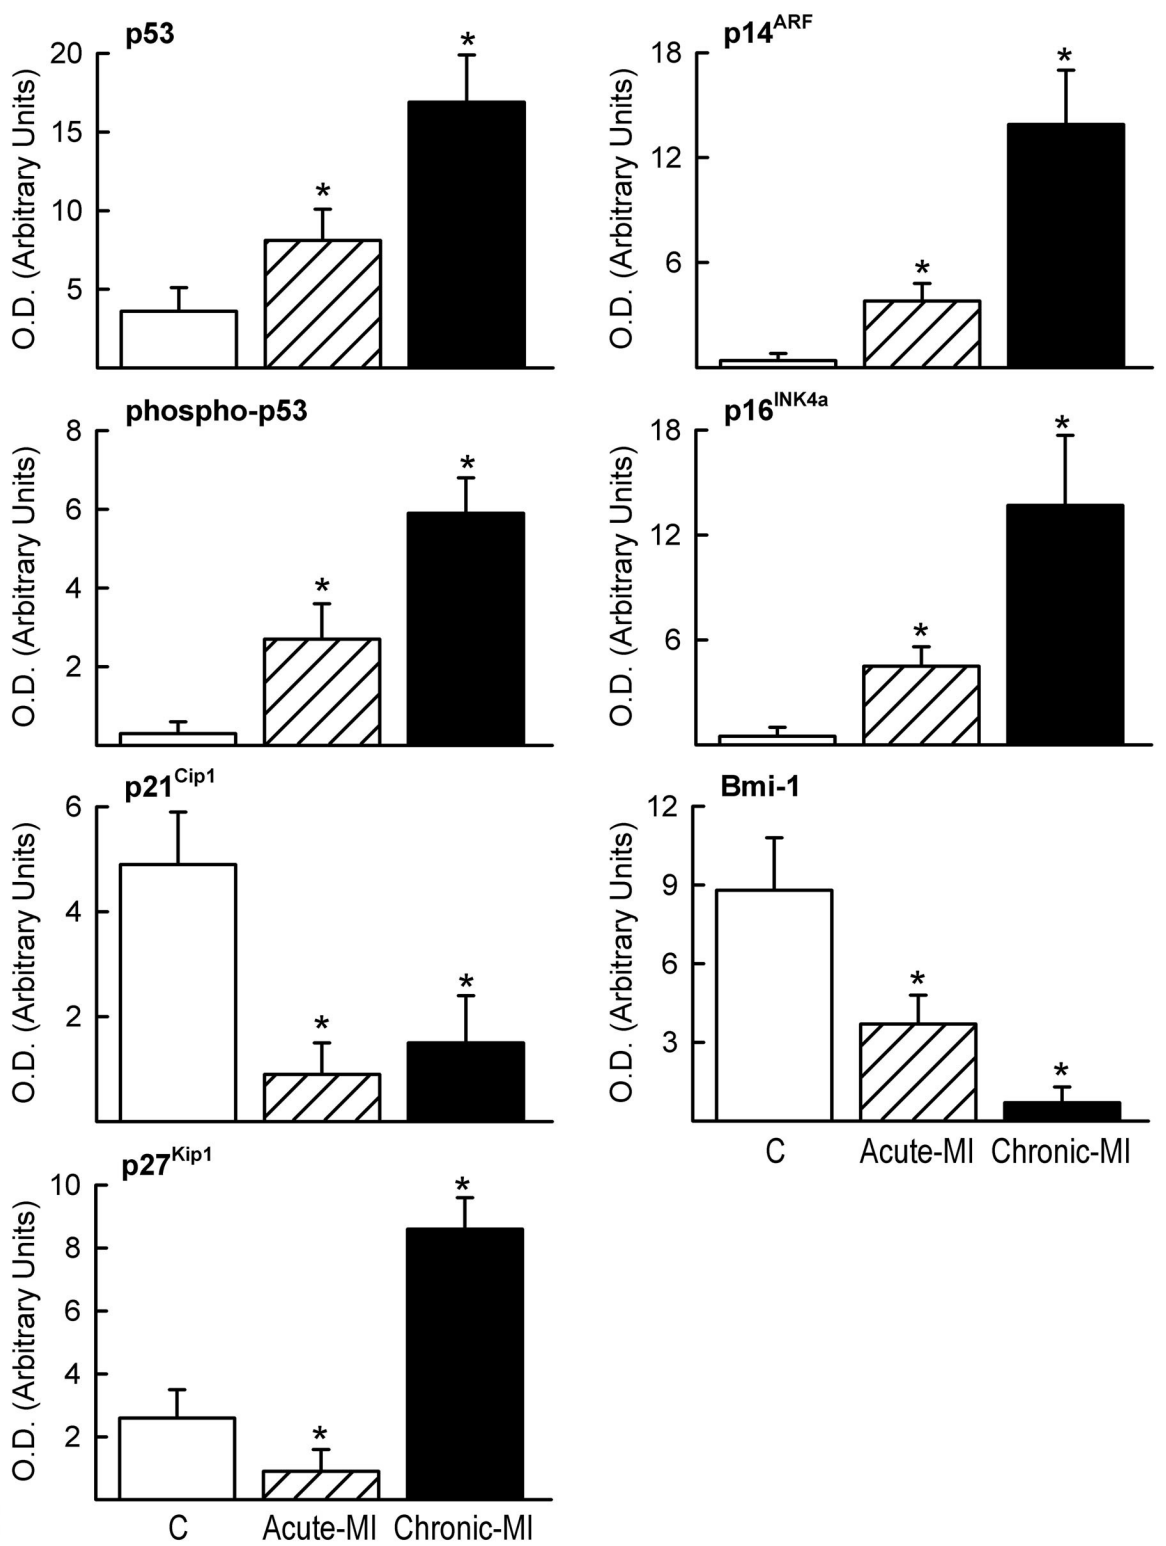 p53
20
15
10
5
O.D. (Arbitrary Units)
*
*
p14ARF
18
12
6
O.D. (Arbitrary Units)
*
*
phospho-p53
8
6
4
2
O.D. (Arbitrary Units)
*
*
p16INK4a
18
12
6
O.D. (Arbitrary Units)
*
*
p21Cip1
6
4
2
O.D. (Arbitrary Units)
*
*
Bmi-1
12
9
6
3
O.D. (Arbitrary Units)
*
*
C Acute-MI Chronic-MI
p27Kip1
10
8
6
4
2
O.D. (Arbitrary Units)
*
*
C Acute-MI Chronic-MI